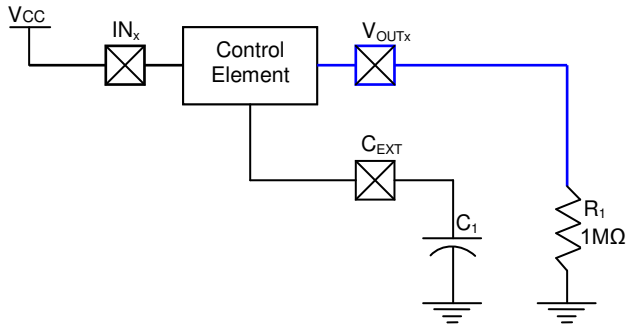 VCC
INx
Control
Element
VOUTx
CEXT
C1
R1
1MΩ